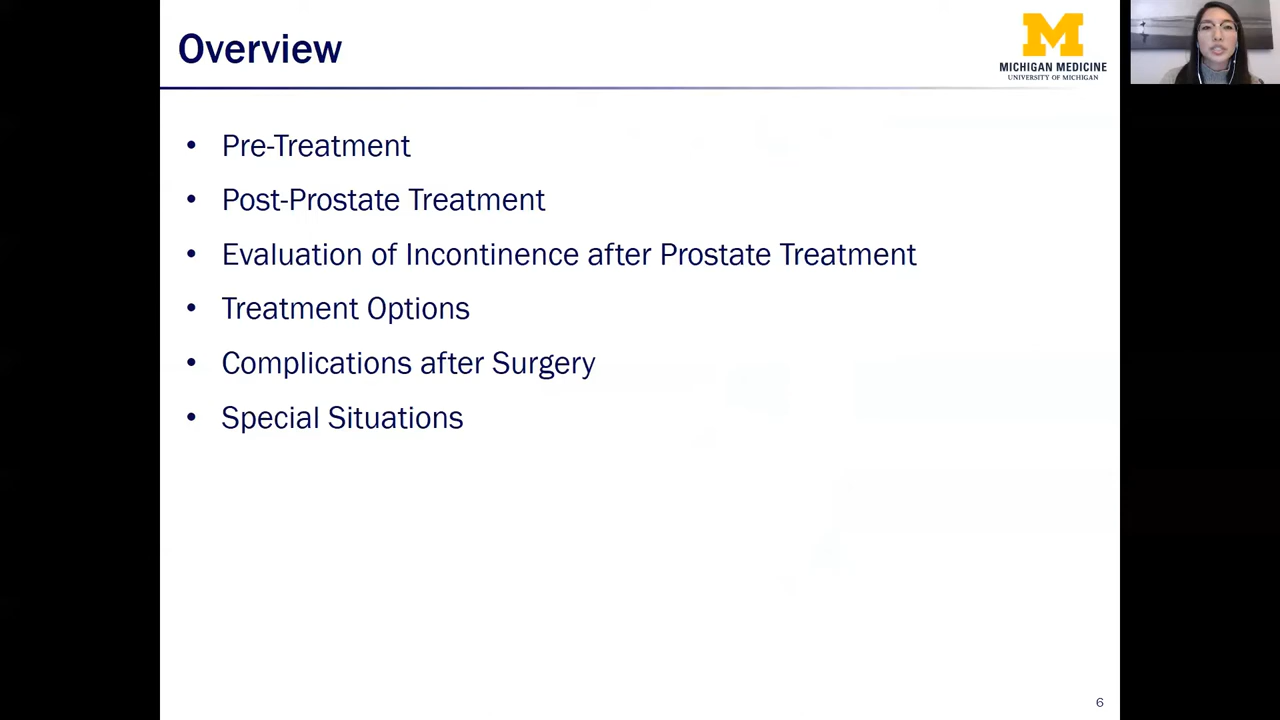 Overview
MICHIGAN MEDICINE
UNIVERSITY OF MICHIGAN
• Pre-Treatment
• Post-Prostate Treatment
• Evaluation of Incontinence after Prostate Treatment
• Treatment Options
• Complications after Surgery
• Special Situations
6